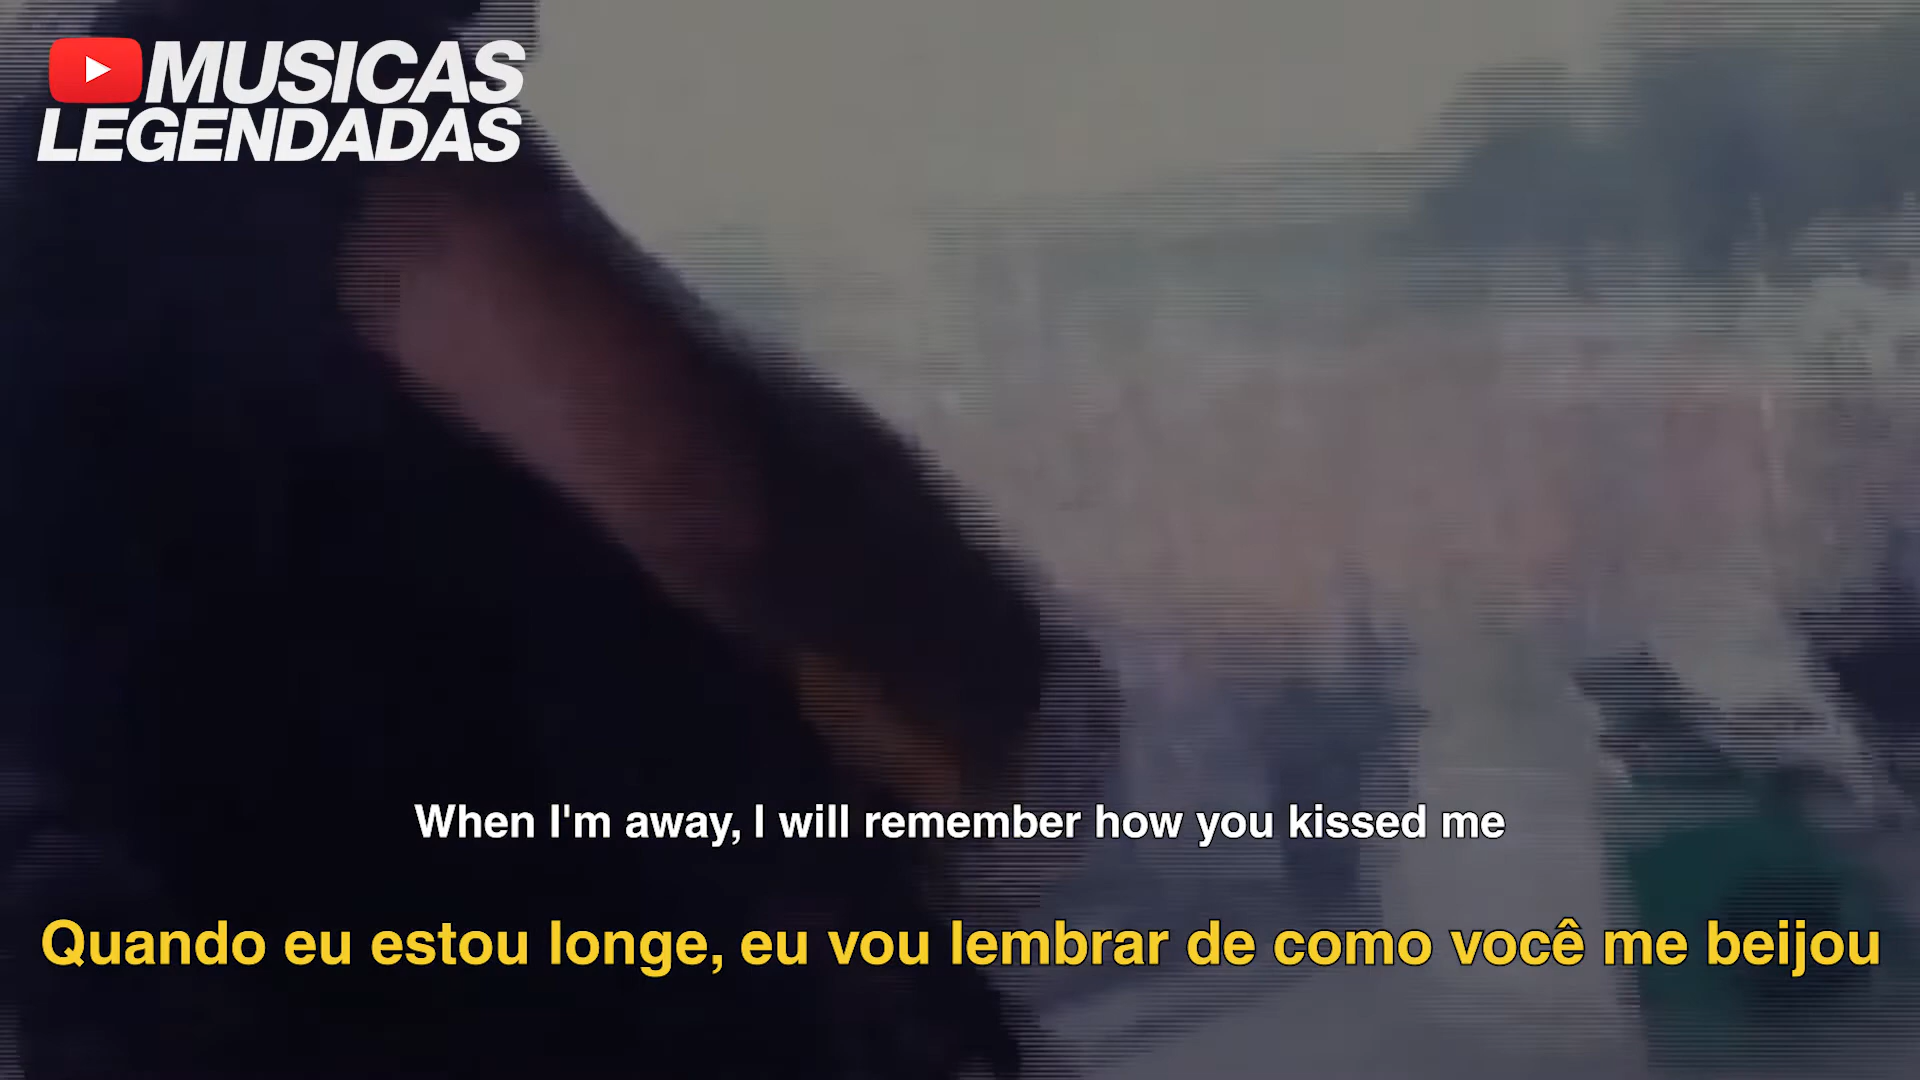 MUSICAS
LEGENDADAS
When I'm away, I will remember how you kissed me
Quando eu estou longe, eu vou lembrar de como você me beijou